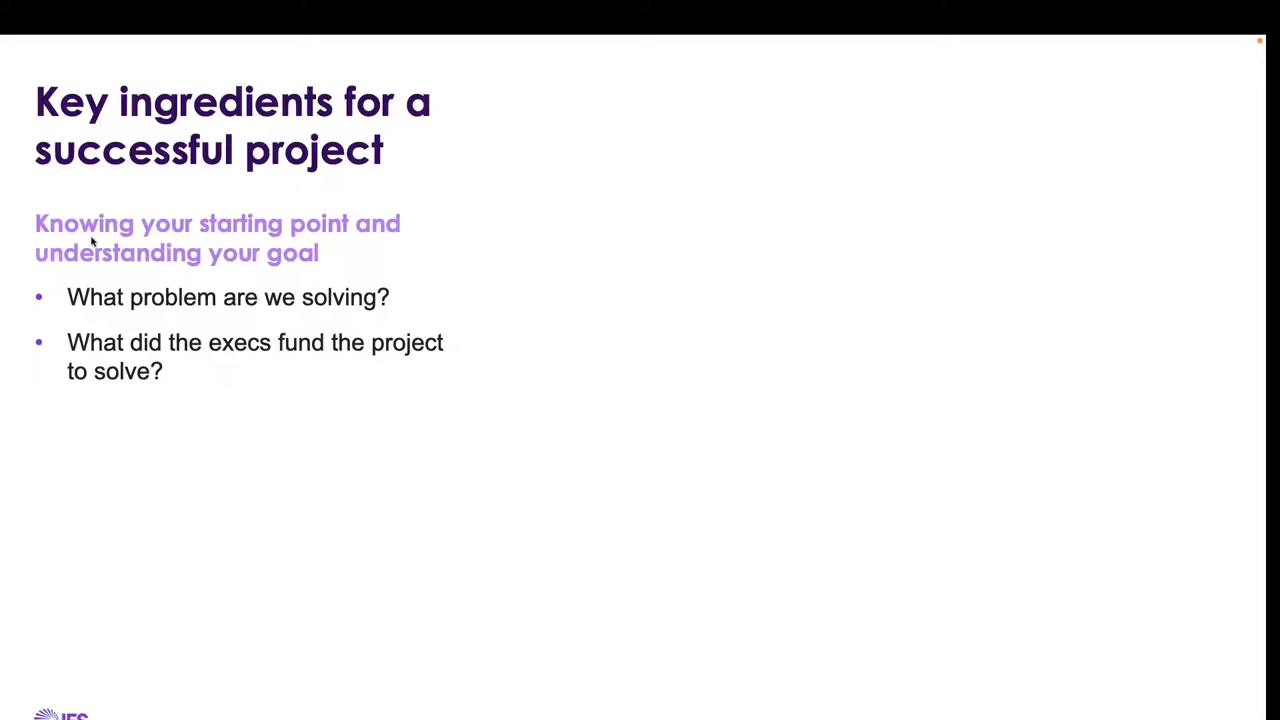 Key ingredients for a
successful project
Knowing your starting point and
understanding your goal
• What problem are we solving?
• What did the execs fund the project
to solve?
IFS